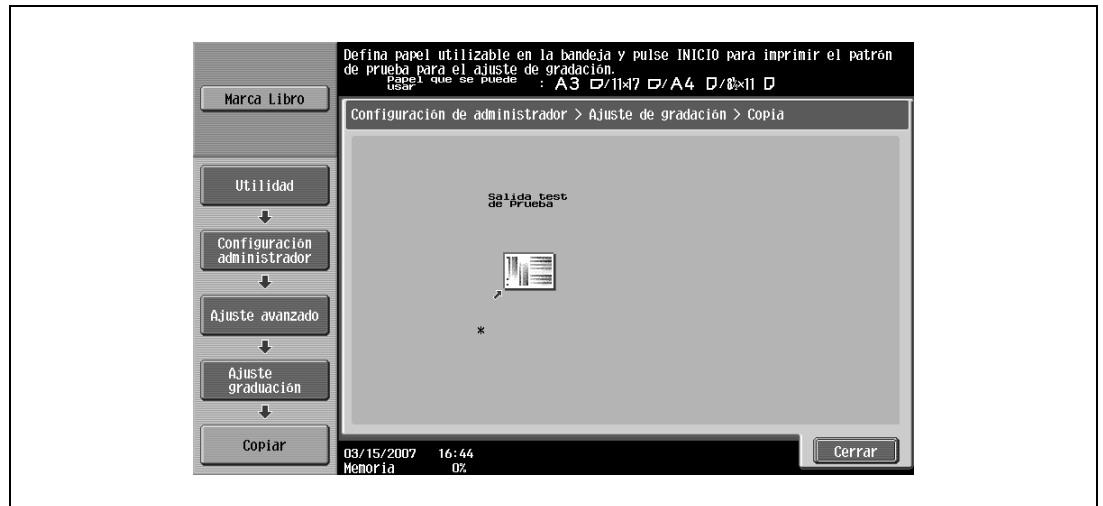 Defina papel utilizable en la bandeja y pulse INICIO para imprimir el patrón
de prueba para el ajuste de gradación.
Papel que se puede usar : A3 / 11x17 / A4 / 8½x11
Marca Libro
Configuración de administrador > Ajuste de gradación > Copia
Utilidad
Configuración
administrador
Ajuste avanzado
Ajuste
graduación
Copiar
Salida test
de Prueba
*
03/15/2007 16:44
Memoria 0%
Cerrar